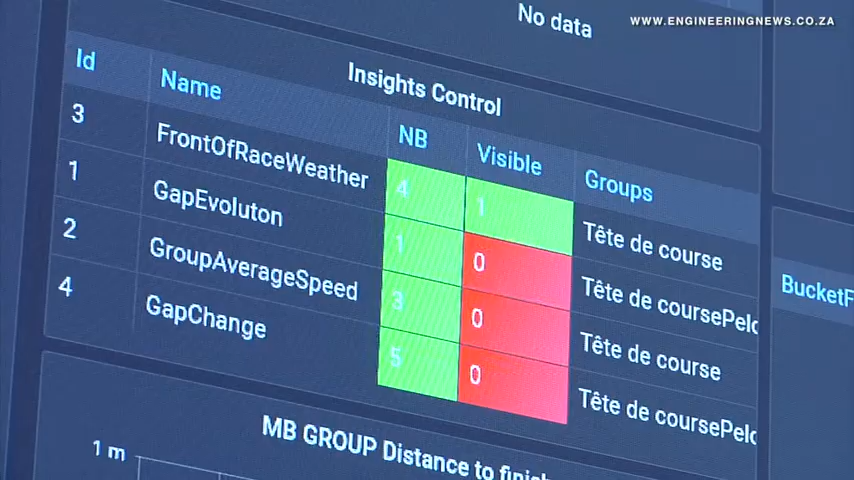 No data
WWW.ENGINEERINGNEWS.CO.ZA
Insights Control
Id Name NB Visible Groups
3 FrontOfRaceWeather 4 1 Tête de course
1 GapEvoluton 1 0 Tête de coursePelo
2 GroupAverageSpeed 3 0 Tête de course
4 GapChange 5 0 Tête de coursePelo
BucketF
MB GROUP Distance to finish
1 m